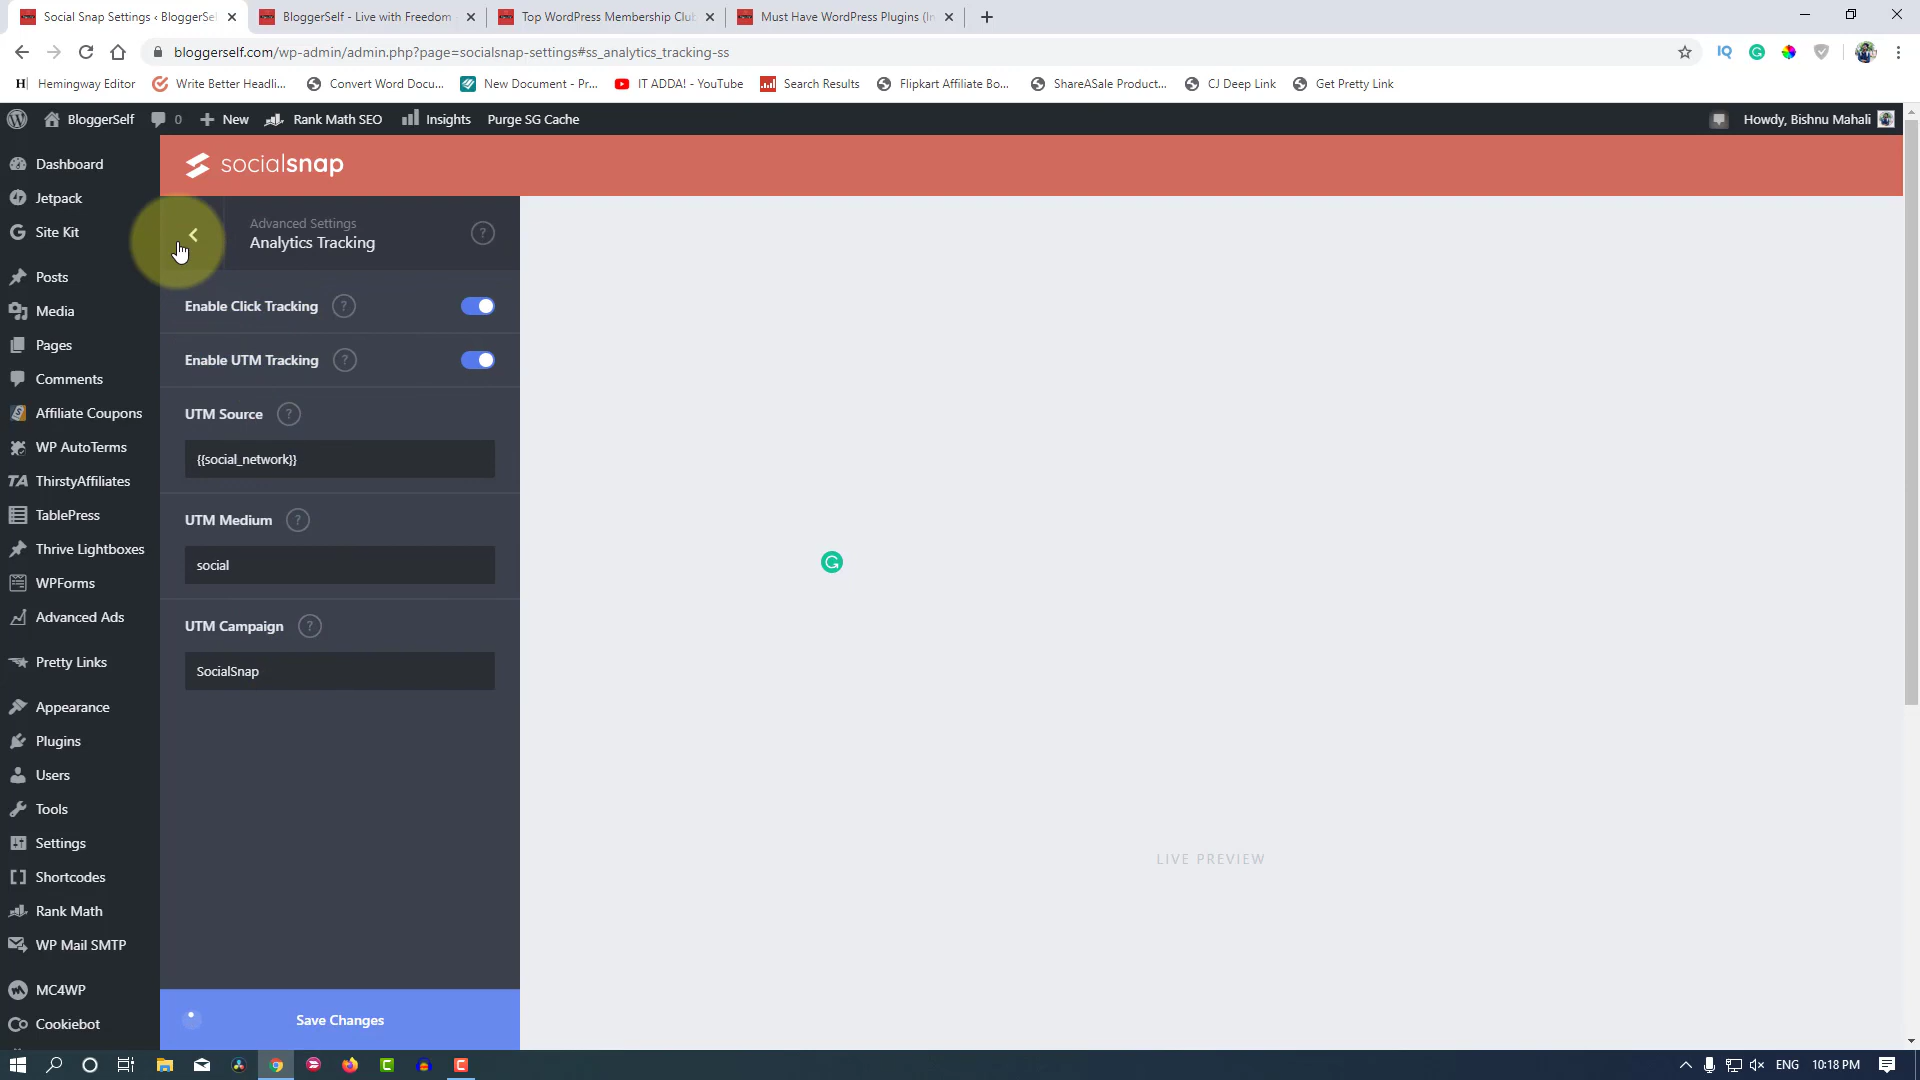 Social Snap Settings ‹ BloggerSel
BloggerSelf - Live with Freedom
Top WordPress Membership Clu
Must Have WordPress Plugins (In
bloggerself.com/wp-admin/admin.php?page=socialsnap-settings#ss_analytics_tracking-ss
Hemingway Editor
Write Better Headli...
Convert Word Docu...
New Document - Pr...
IT ADDA! - YouTube
Search Results
Flipkart Affiliate Bo...
ShareASale Product...
CJ Deep Link
Get Pretty Link
BloggerSelf
0
New
Rank Math SEO
Insights
Purge SG Cache
Howdy, Bishnu Mahali
Dashboard
Jetpack
Site Kit
Posts
Media
Pages
Comments
Affiliate Coupons
WP AutoTerms
TA ThirstyAffiliates
TablePress
Thrive Lightboxes
WPForms
Advanced Ads
Pretty Links
Appearance
Plugins
Users
Tools
Settings
Shortcodes
Rank Math
WP Mail SMTP
MC4WP
Cookiebot
socialsnap
Advanced Settings
Analytics Tracking
?
Enable Click Tracking ?
Enable UTM Tracking ?
UTM Source ?
{{social_network}}
UTM Medium ?
social
UTM Campaign ?
SocialSnap
Save Changes
LIVE PREVIEW
ENG
10:18 PM